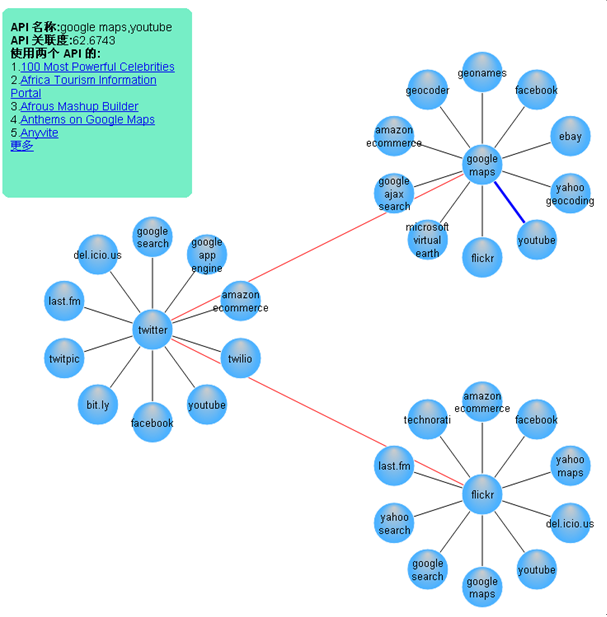 API 名称:google maps,youtube
API 关联度:62.6743
使用两个 API 的:
1.100 Most Powerful Celebrities
2.Africa Tourism Information
Portal
3.Afrous Mashup Builder
4.Anthems on Google Maps
5.Anyvite
更多
geonames
geocoder
facebook
amazon
ecommerce
ebay
google
maps
google
ajax
search
yahoo
geocoding
microsoft
virtual
earth
youtube
flickr
google
search
del.icio.us
google
app
engine
last.fm
amazon
ecommerce
twitter
twitpic
twilio
bit.ly
youtube
facebook
amazon
ecommerce
technorati
facebook
last.fm
yahoo
maps
flickr
yahoo
search
del.icio.us
google
search
youtube
google
maps